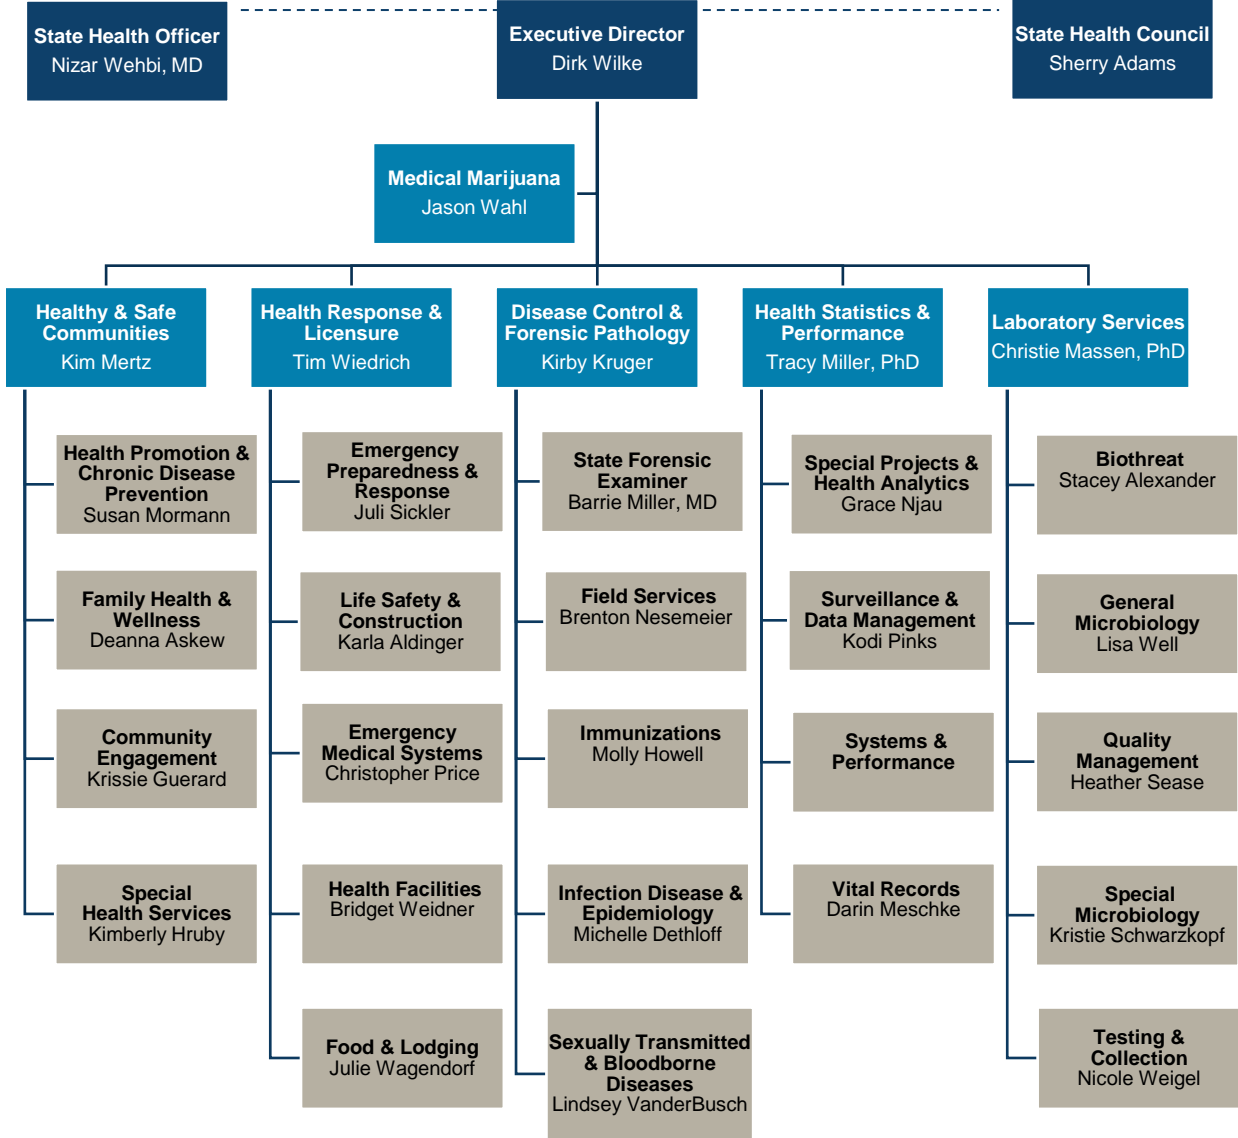 State Health Officer
Nizar Wehbi, MD
Executive Director
Dirk Wilke
State Health Council
Sherry Adams
Medical Marijuana
Jason Wahl
Healthy & Safe
Communities
Kim Mertz
Health Response &
Licensure
Tim Wiedrich
Disease Control &
Forensic Pathology
Kirby Kruger
Health Statistics &
Performance
Tracy Miller, PhD
Laboratory Services
Christie Massen, PhD
Health Promotion &
Chronic Disease
Prevention
Susan Mormann
Emergency
Preparedness &
Response
Juli Sickler
State Forensic
Examiner
Barrie Miller, MD
Special Projects &
Health Analytics
Grace Njau
Biothreat
Stacey Alexander
Family Health &
Wellness
Deanna Askew
Life Safety &
Construction
Karla Aldinger
Field Services
Brenton Nesemeier
Surveillance &
Data Management
Kodi Pinks
General
Microbiology
Lisa Well
Community
Engagement
Krissie Guerard
Emergency
Medical Systems
Christopher Price
Immunizations
Molly Howell
Systems &
Performance
Quality
Management
Heather Sease
Special
Health Services
Kimberly Hruby
Health Facilities
Bridget Weidner
Infection Disease &
Epidemiology
Michelle Dethloff
Vital Records
Darin Meschke
Special
Microbiology
Kristie Schwarzkopf
Food & Lodging
Julie Wagendorf
Sexually Transmitted
& Bloodborne
Diseases
Lindsey VanderBusch
Testing &
Collection
Nicole Weigel